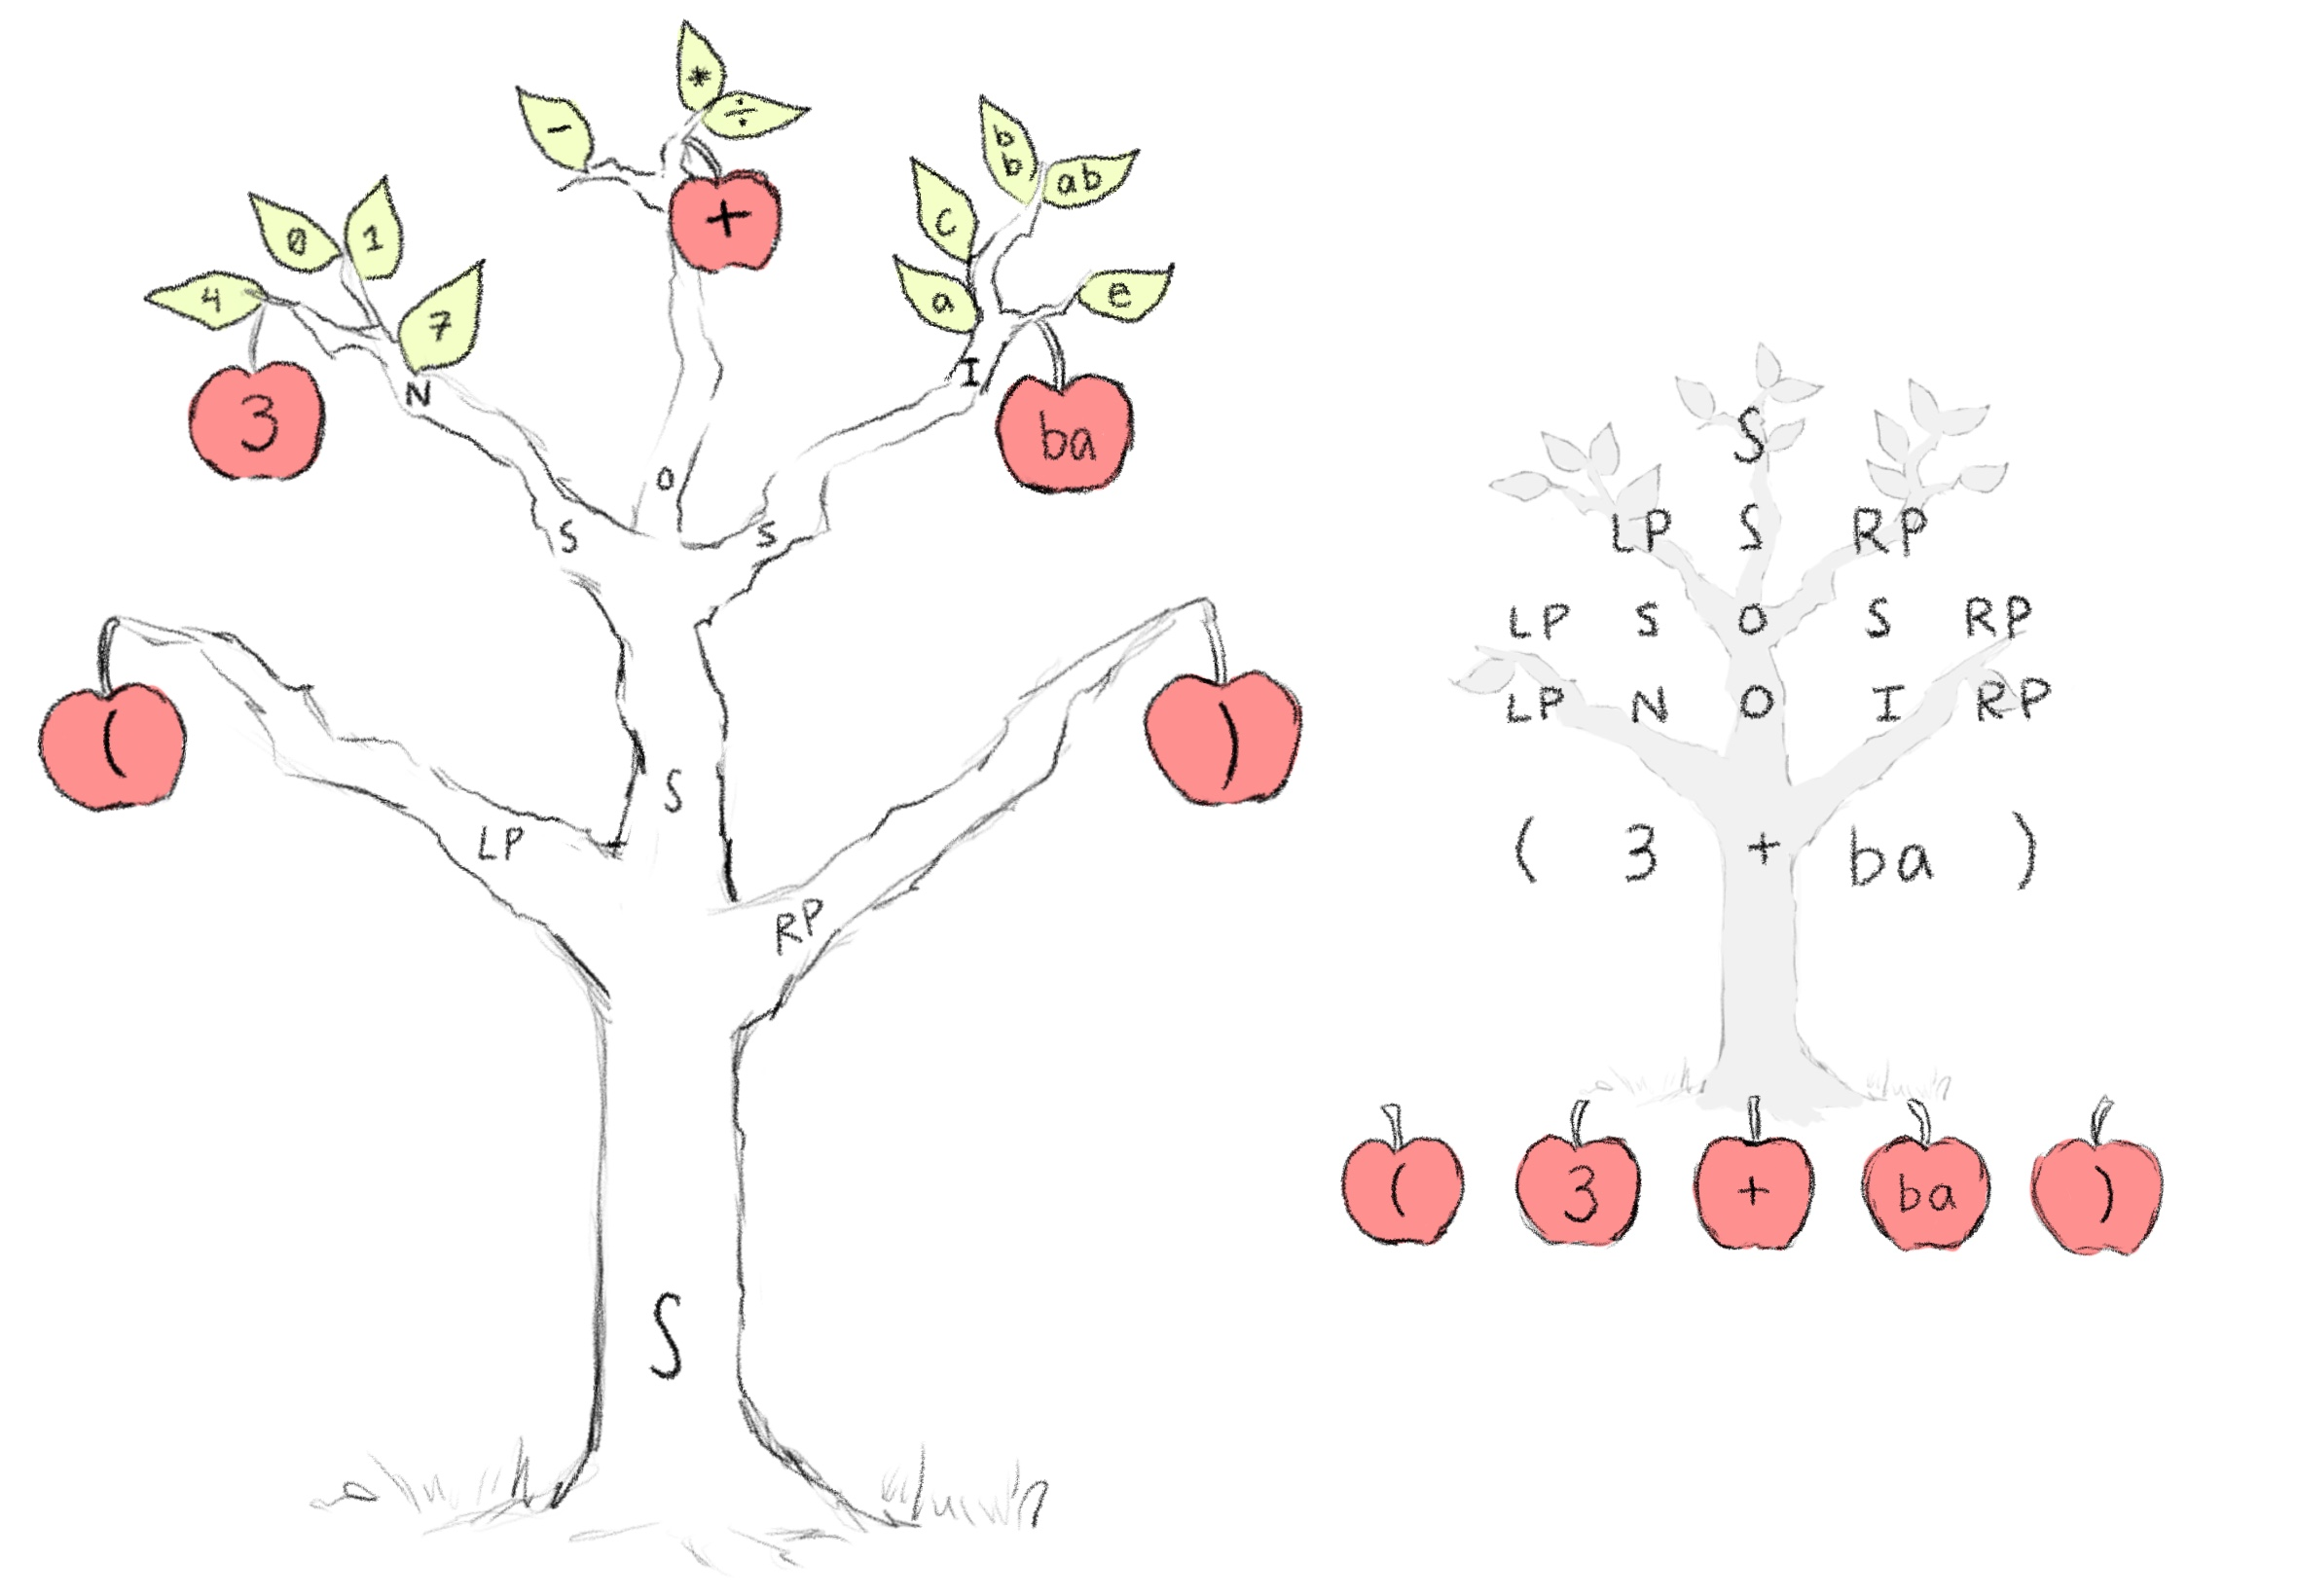 *
- ÷
+
b
b
ab
c
a
e
I
ba
0 1
4
7
N
3
S O S
(
)
LP S RP
S
S
LP S RP
LP S O S RP
LP N O I RP
( 3 + ba )
( 3 + ba )